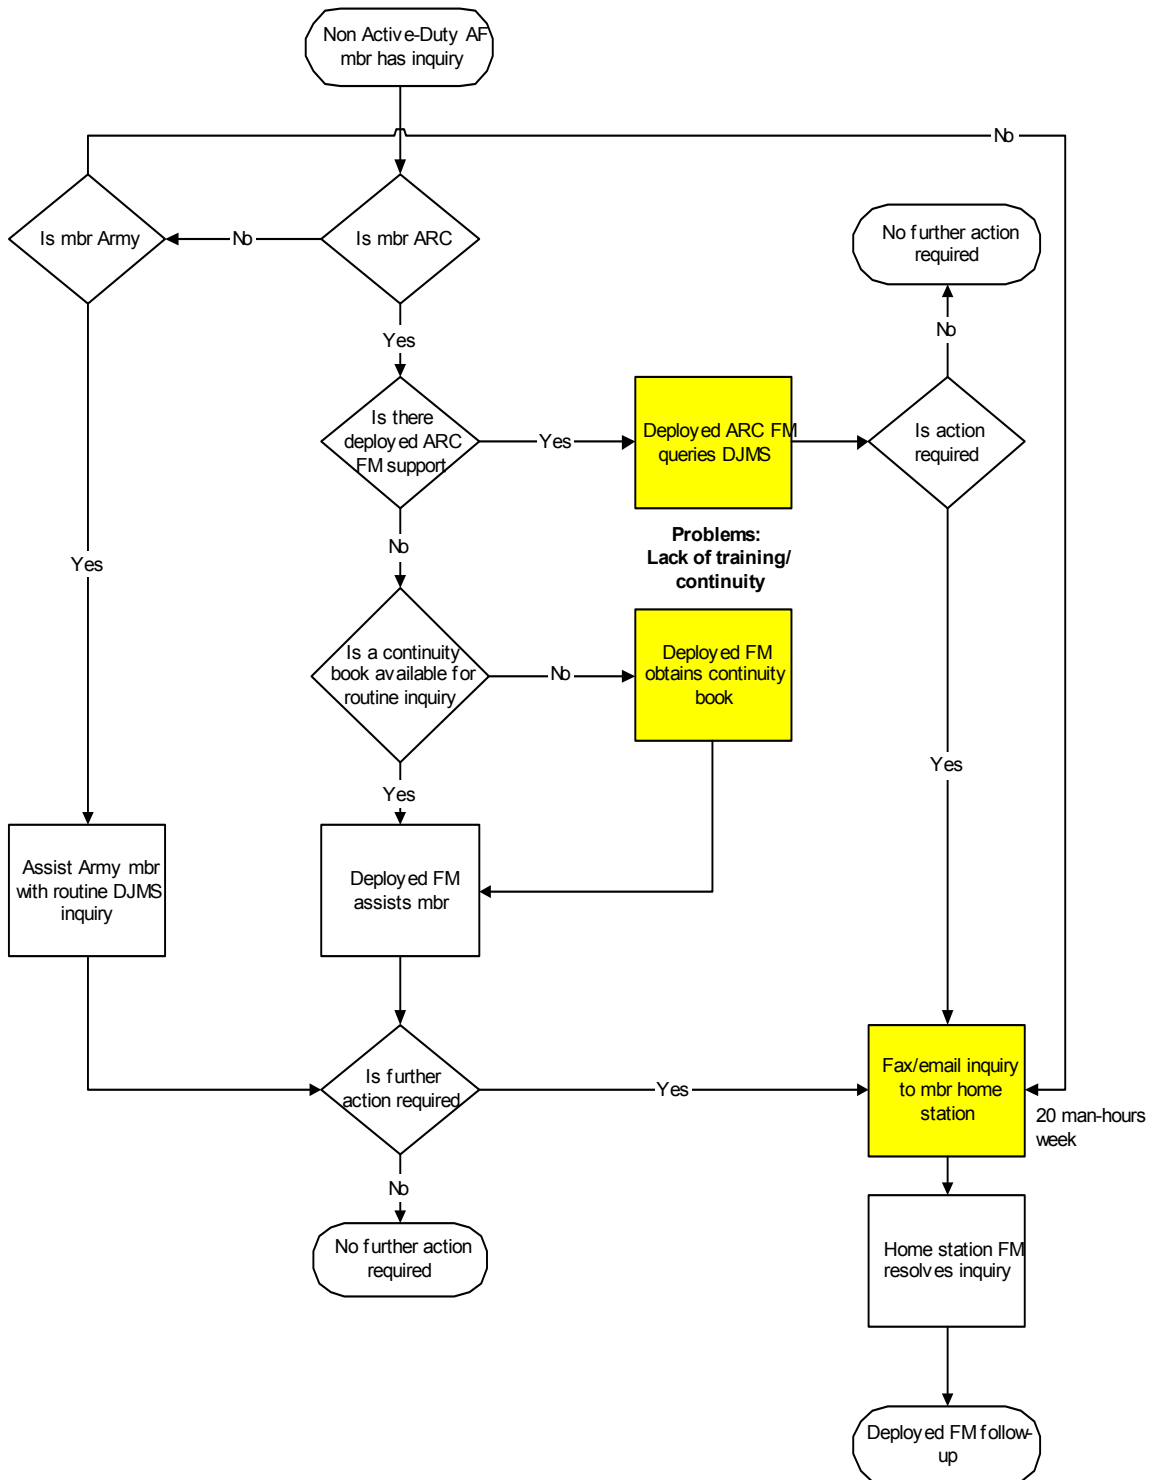 Non Active-Duty AF
mbr has inquiry
No
Is mbr Army
No
Is mbr ARC
No further action
required
Yes
No
Is there
deployed ARC
FM support
Yes
Deployed ARC FM
queries DJMS
Is action
required
No
Problems:
Lack of training/
continuity
Yes
Is a continuity
book available for
routine inquiry
No
Deployed FM
obtains continuity
book
Yes
Yes
Assist Army mbr
with routine DJMS
inquiry
Deployed FM
assists mbr
Is further
action required
Yes
Fax/email inquiry
to mbr home
station
20 man-hours
week
No
No further action
required
Home station FM
resolves inquiry
Deployed FM follow-
up